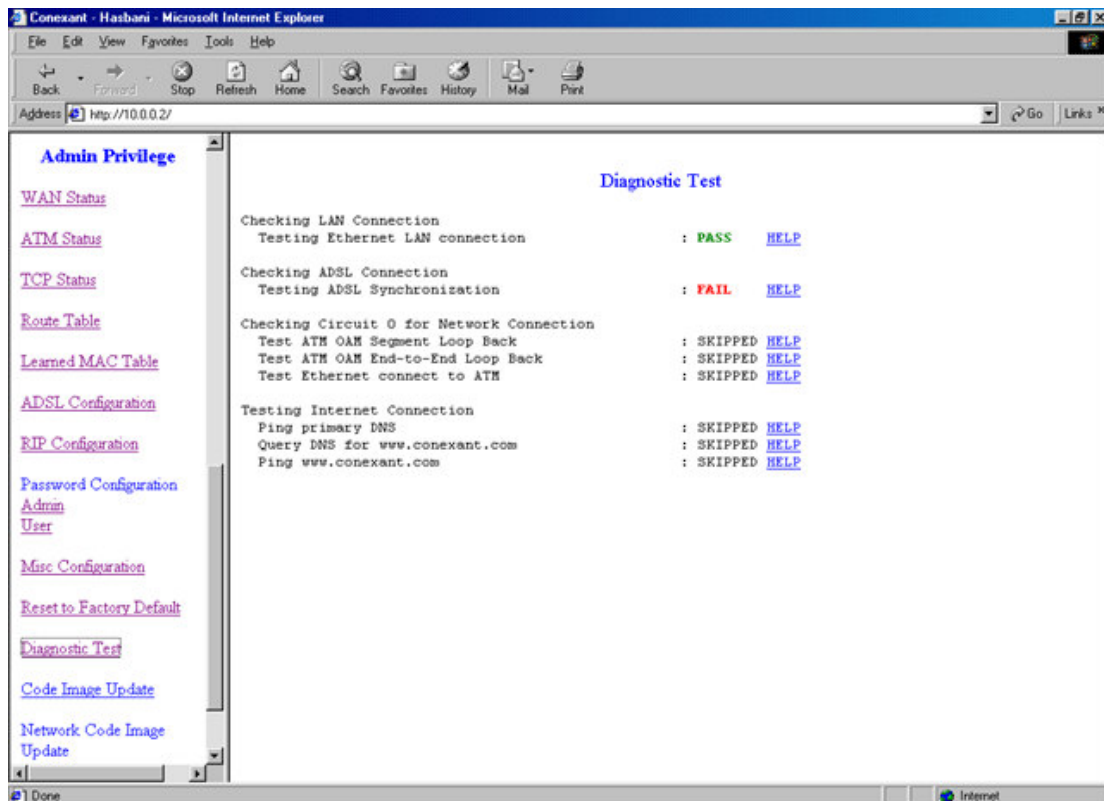 Conexant - Hasbani - Microsoft Internet Explorer
File Edit View Favorites Tools Help
Back Forward Stop Refresh Home Search Favorites History Mail Print
Address http://10.0.0.2/ Go Links »
Admin Privilege
WAN Status
ATM Status
TCP Status
Route Table
Learned MAC Table
ADSL Configuration
RIP Configuration
Password Configuration
Admin
User
Misc Configuration
Reset to Factory Default
Diagnostic Test
Code Image Update
Network Code Image
Update
Diagnostic Test
Checking LAN Connection
Testing Ethernet LAN connection : PASS HELP
Checking ADSL Connection
Testing ADSL Synchronization : FAIL HELP
Checking Circuit 0 for Network Connection
Test ATM OAM Segment Loop Back : SKIPPED HELP
Test ATM OAM End-to-End Loop Back : SKIPPED HELP
Test Ethernet connect to ATM : SKIPPED HELP
Testing Internet Connection
Ping primary DNS : SKIPPED HELP
Query DNS for www.conexant.com : SKIPPED HELP
Ping www.conexant.com : SKIPPED HELP
Done Internet